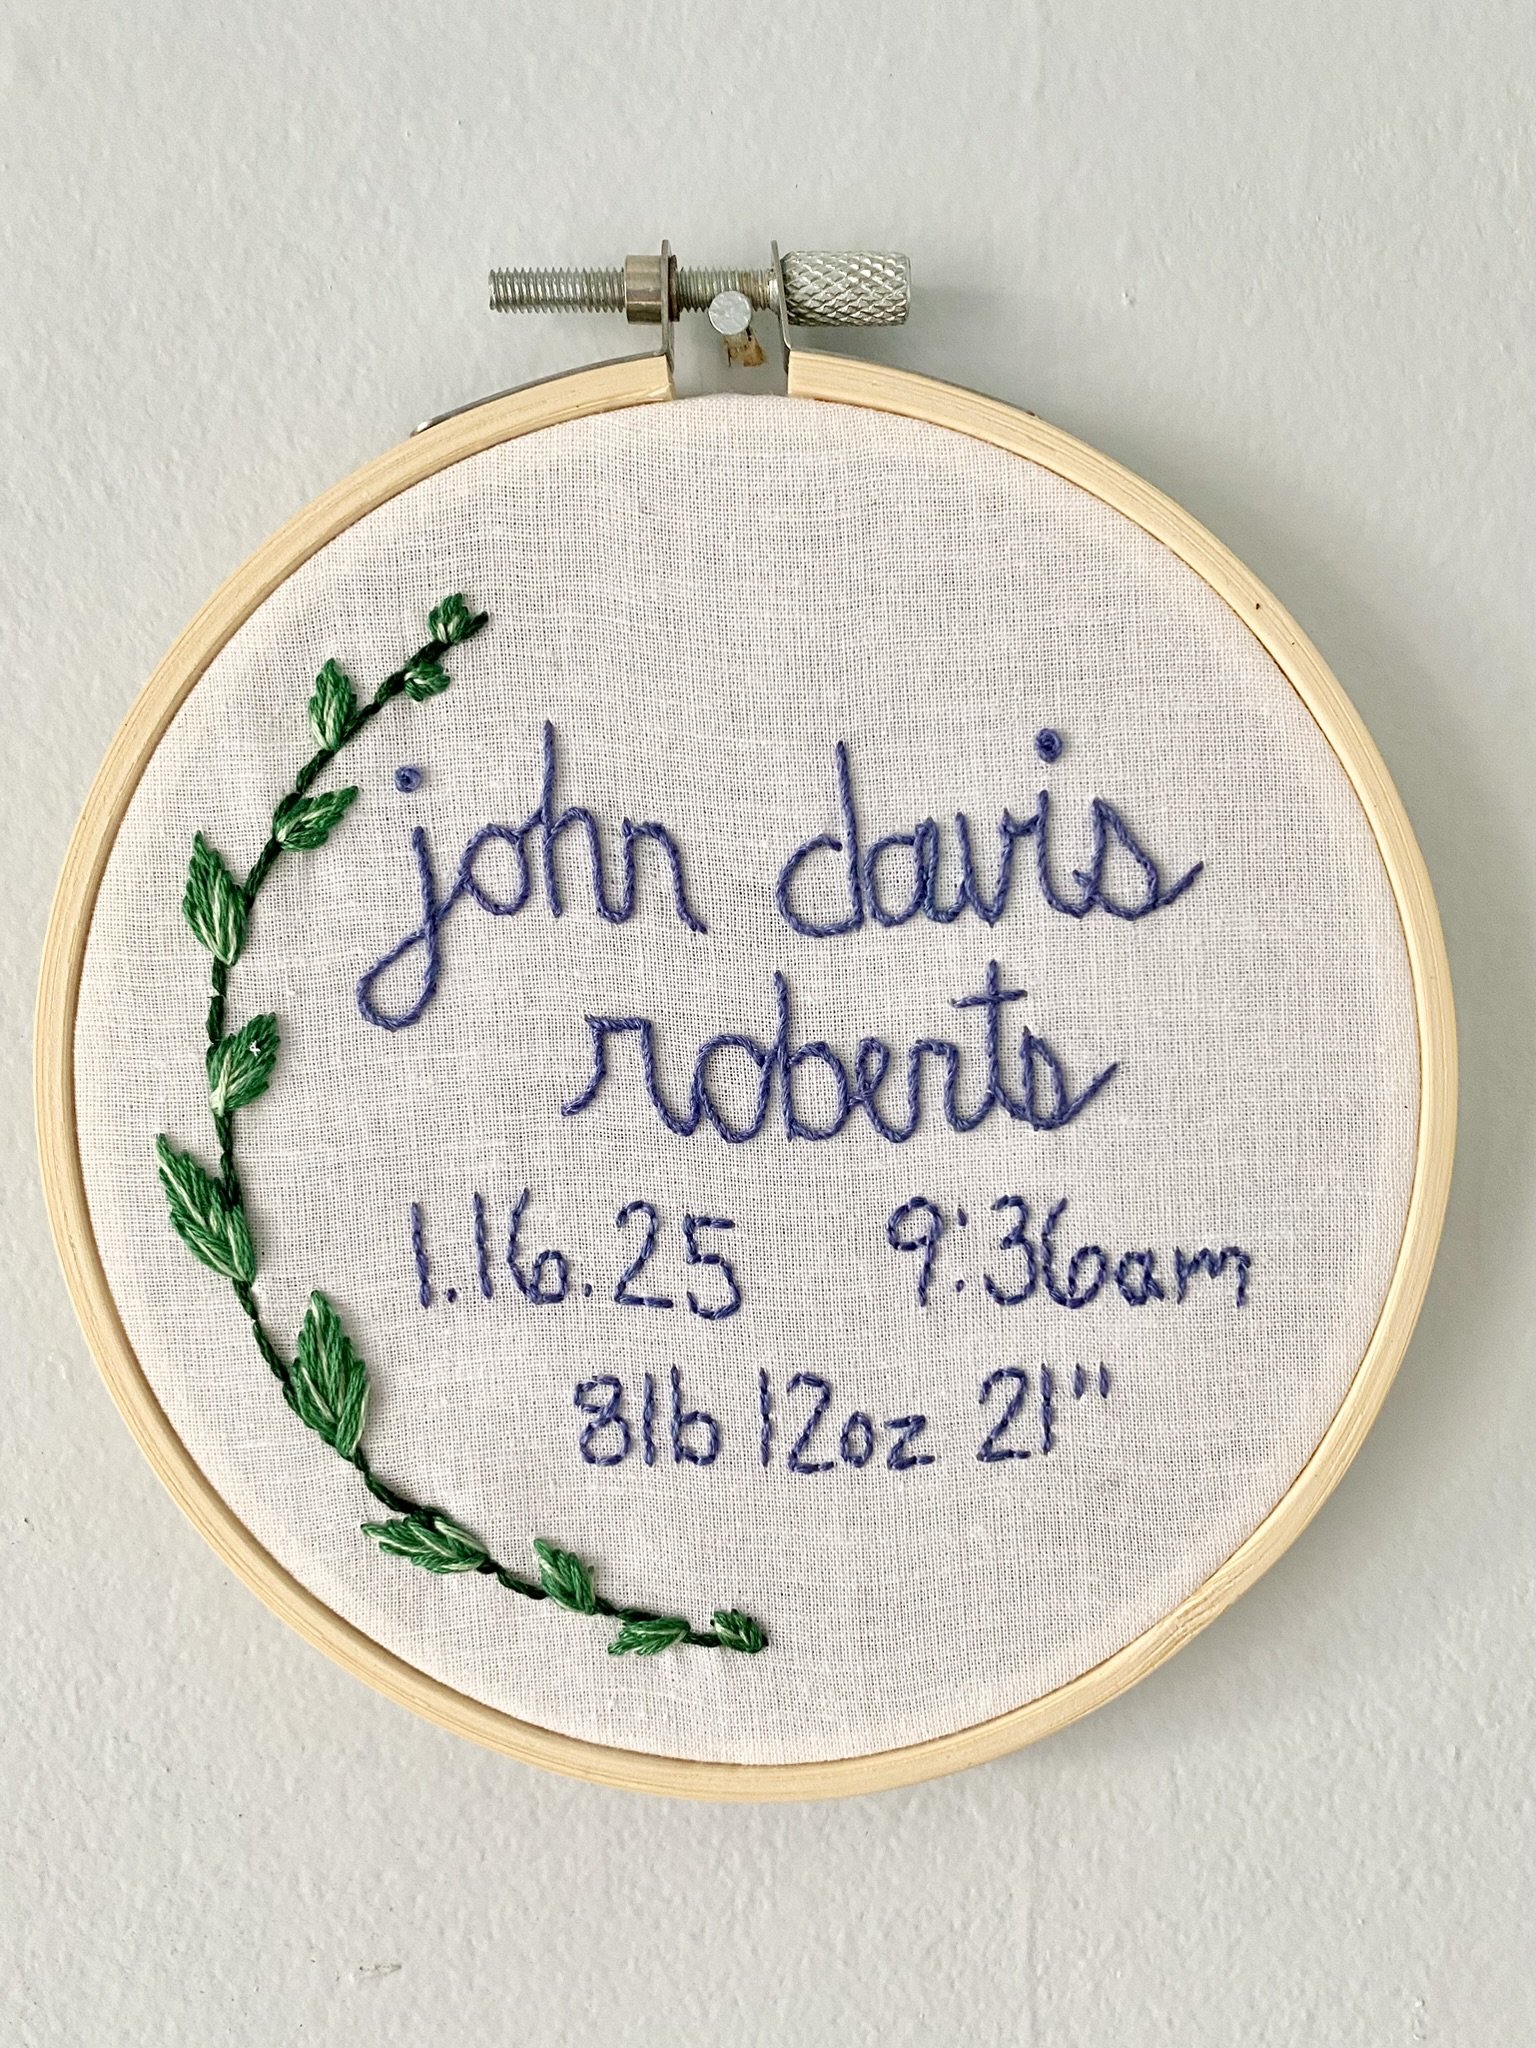 john davis
roberts
1.16.25 9:36am
8lb 12oz 21"